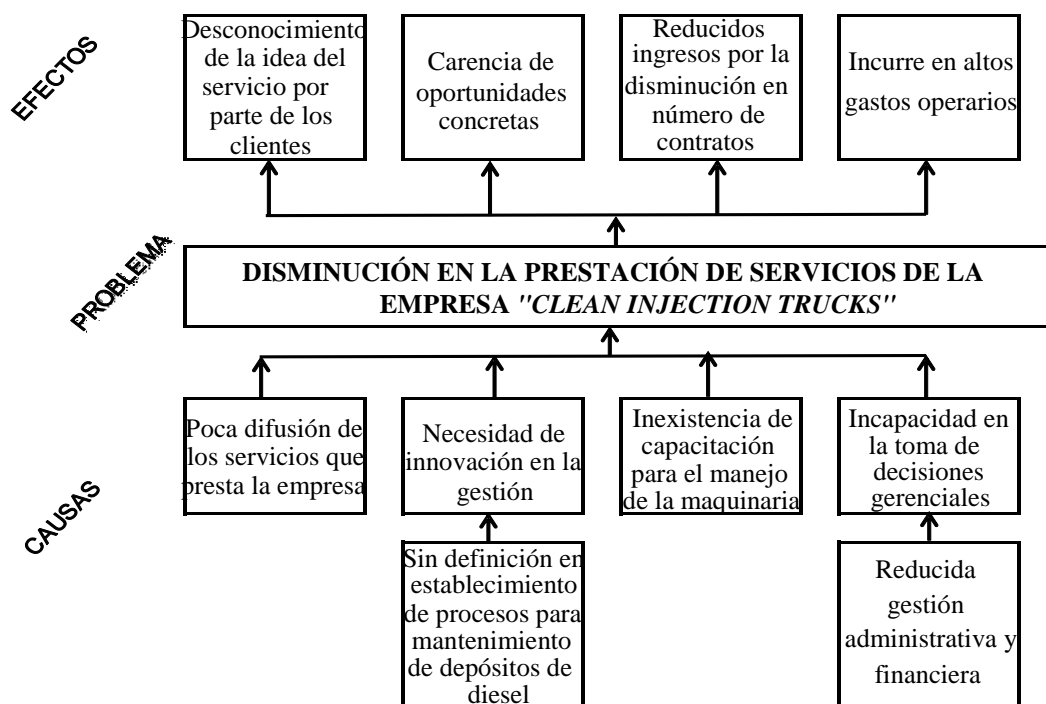 EFECTOS
Desconocimiento
de la idea del
servicio por
parte de los
clientes
Carencia de
oportunidades
concretas
Reducidos
ingresos por la
disminución en
número de
contratos
Incurre en altos
gastos operarios
PROBLEMA
DISMINUCIÓN EN LA PRESTACIÓN DE SERVICIOS DE LA
EMPRESA "CLEAN INJECTION TRUCKS"
CAUSAS
Poca difusión de
los servicios que
presta la empresa
Necesidad de
innovación en la
gestión
Inexistencia de
capacitación
para el manejo
de la maquinaria
Incapacidad en
la toma de
decisiones
gerenciales
Sin definición en
establecimiento
de procesos para
mantenimiento
de depósitos de
diesel
Reducida
gestión
administrativa y
financiera